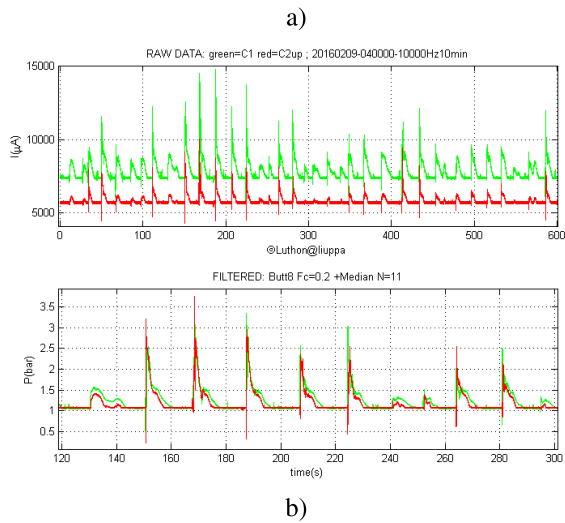 a)
RAW DATA: green=C1 red=C2up ; 20160209-040000-10000Hz10min
15000
10000
5000
I(µA)
0 100 200 300 400 500 600
©Luthon@liuppa
FILTERED: Butt8 Fc=0.2 +Median N=11
3.5
3
2.5
2
1.5
1
0.5
P(bar)
120 140 160 180 200 220 240 260 280 300
time(s)
b)